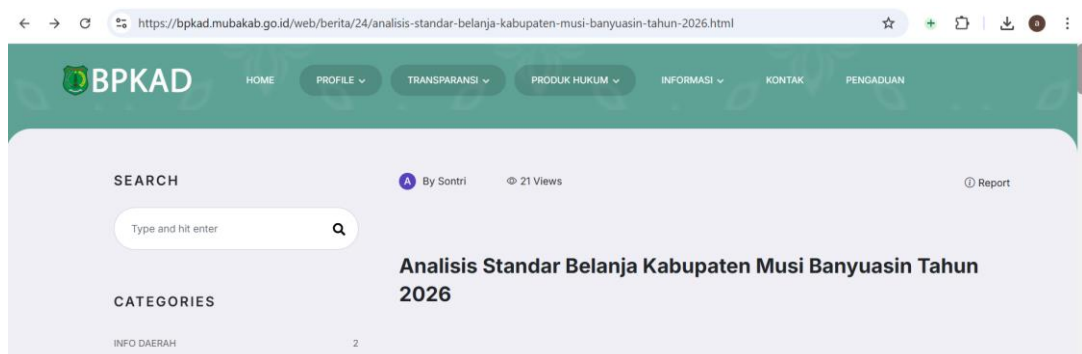 https://bpkad.mubakab.go.id/web/berita/24/analisis-standar-belanja-kabupaten-musi-banyuasin-tahun-2026.html
a
BPKAD
HOME
PROFILE
TRANSPARANSI
PRODUK HUKUM
INFORMASI
KONTAK
PENGADUAN
SEARCH
Type and hit enter
CATEGORIES
INFO DAERAH 2
A By Sontri 21 Views
Report
Analisis Standar Belanja Kabupaten Musi Banyuasin Tahun
2026